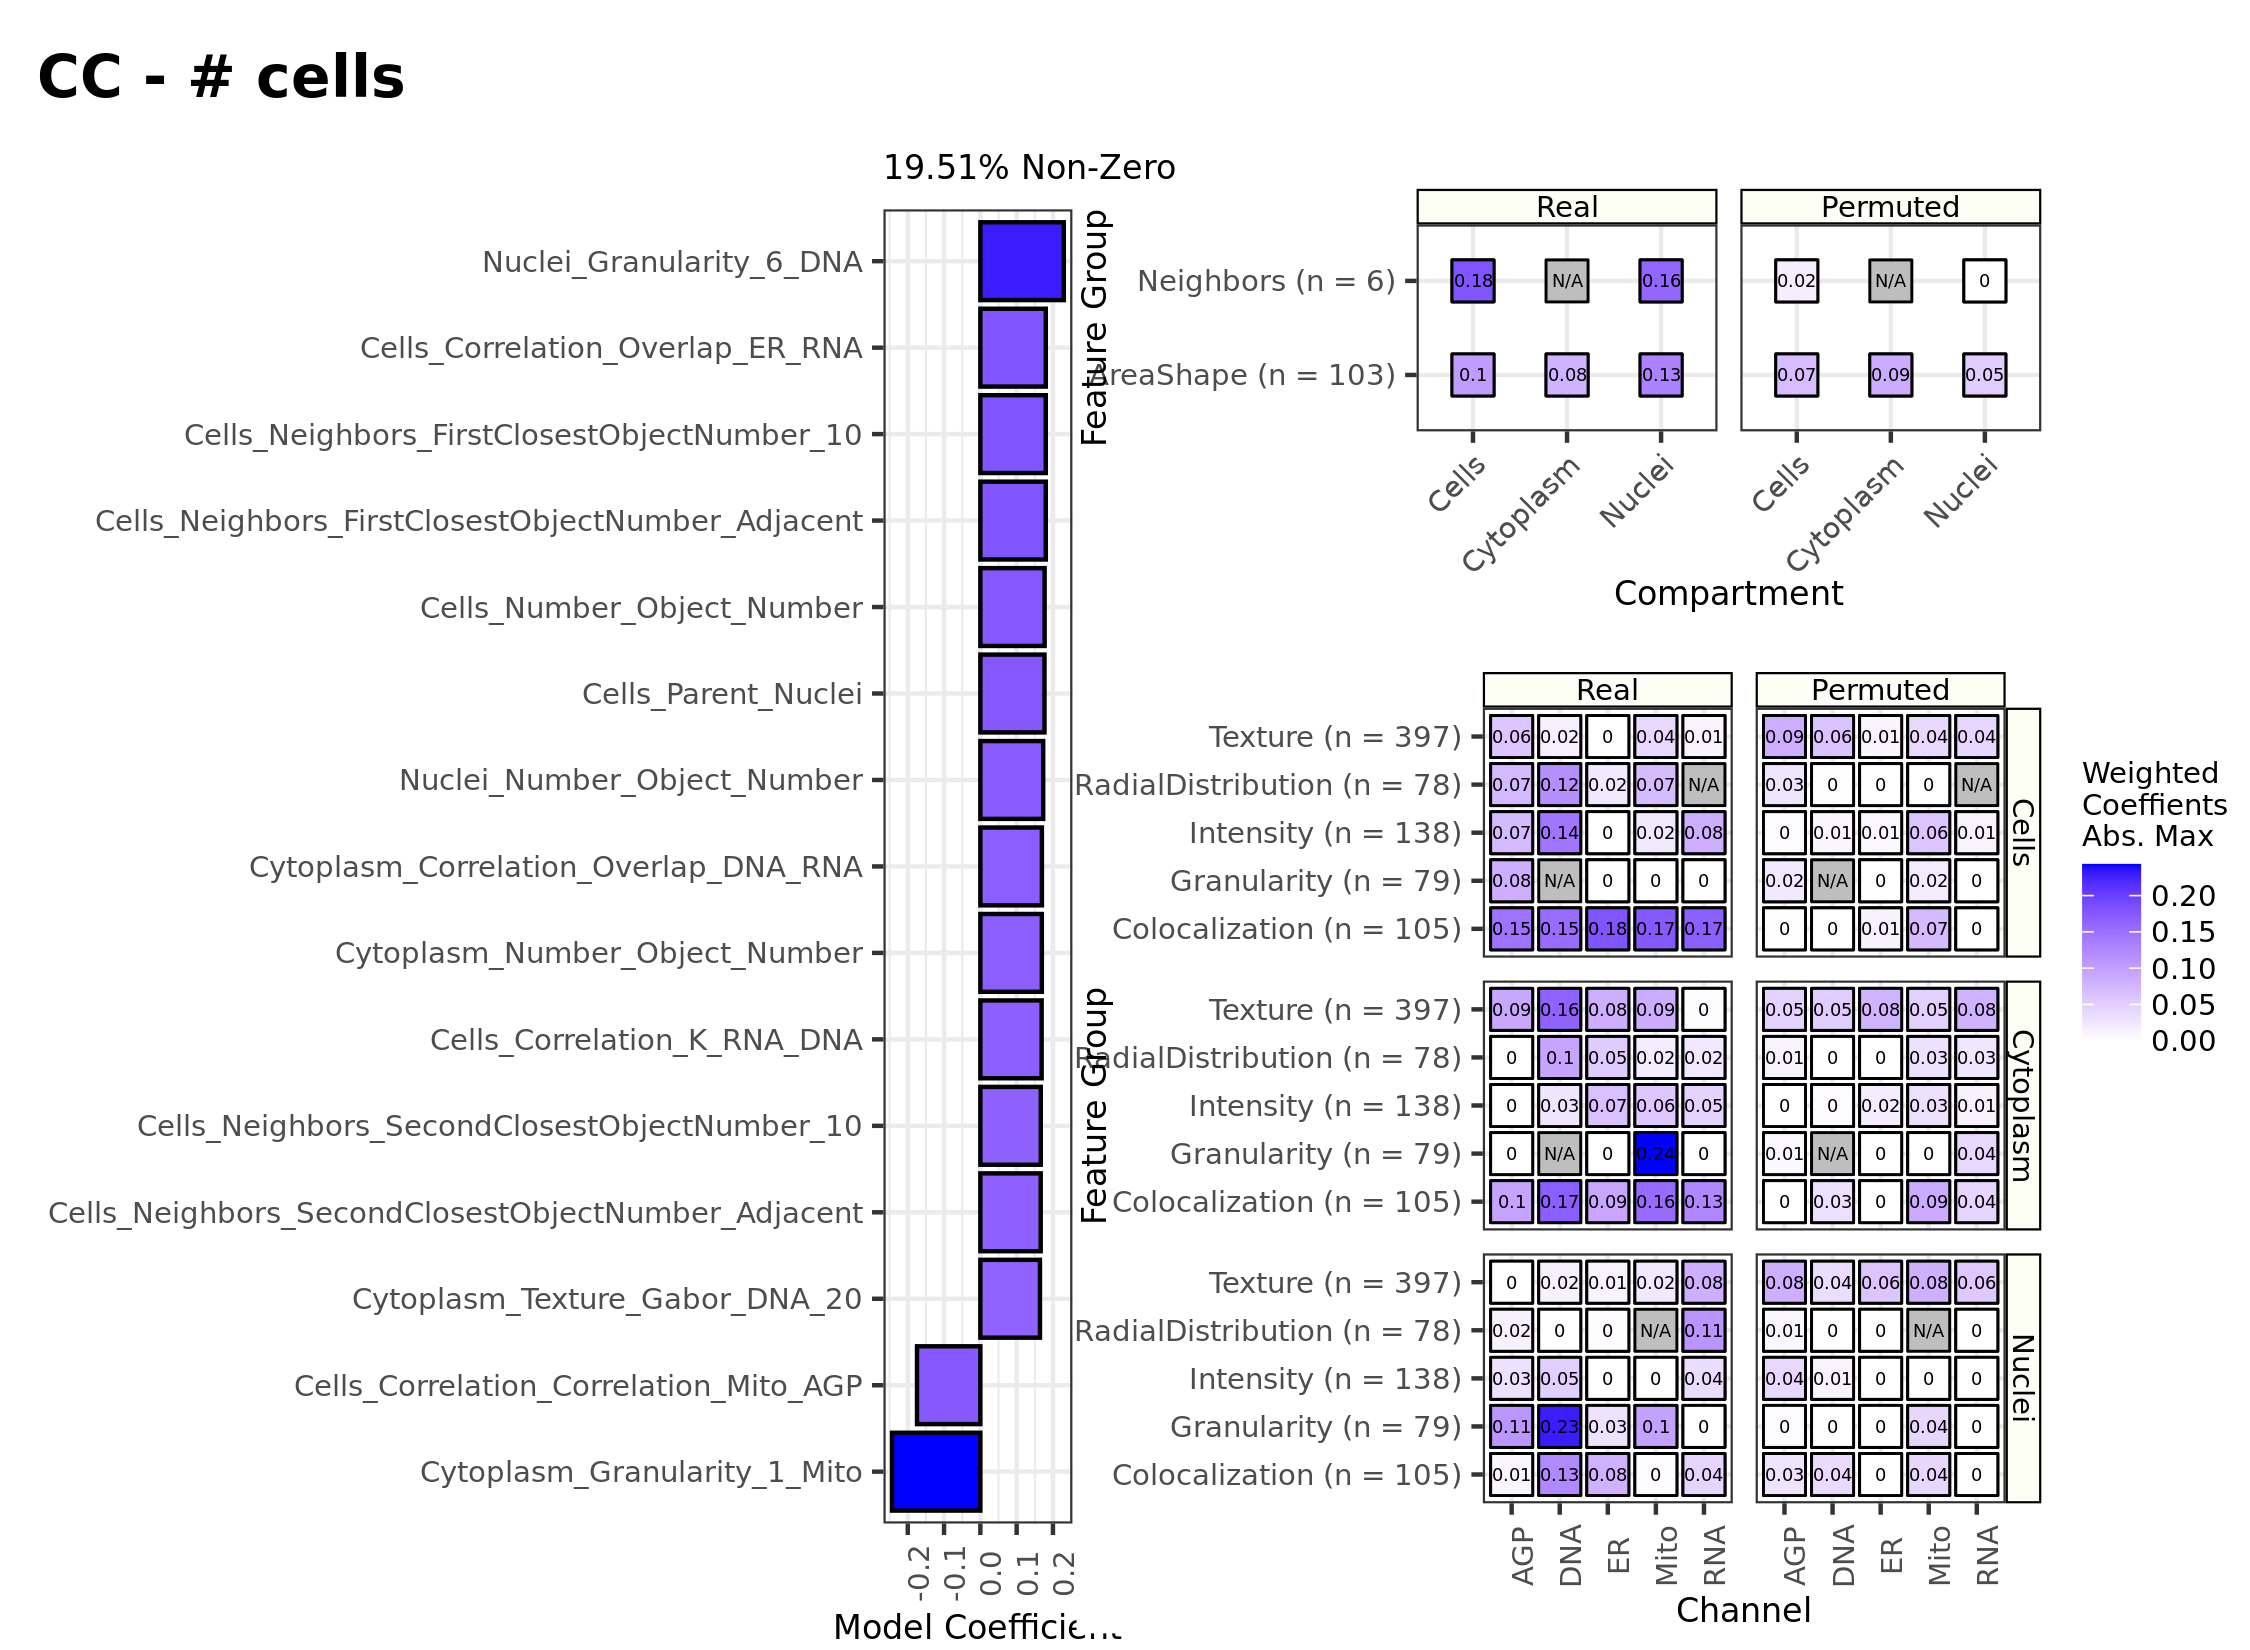 CC - # cells
19.51% Non-Zero
Nuclei_Granularity_6_DNA
Cells_Correlation_Overlap_ER_RNA
Cells_Neighbors_FirstClosestObjectNumber_10
Cells_Neighbors_FirstClosestObjectNumber_Adjacent
Cells_Number_Object_Number
Cells_Parent_Nuclei
Nuclei_Number_Object_Number
Cytoplasm_Correlation_Overlap_DNA_RNA
Cytoplasm_Number_Object_Number
Cells_Correlation_K_RNA_DNA
Cells_Neighbors_SecondClosestObjectNumber_10
Cells_Neighbors_SecondClosestObjectNumber_Adjacent
Cytoplasm_Texture_Gabor_DNA_20
Cells_Correlation_Correlation_Mito_AGP
Cytoplasm_Granularity_1_Mito
-0.2 -0.1 0.0 0.1 0.2
Model Coefficient
Feature Group
Real Permuted
Neighbors (n = 6) 0.18 N/A 0.16 0.02 N/A 0
AreaShape (n = 103) 0.1 0.08 0.13 0.07 0.09 0.05
Cells Cytoplasm Nuclei Cells Cytoplasm Nuclei
Compartment
Feature Group
Real Permuted
Texture (n = 397) 0.06 0.02 0 0.04 0.01 0.09 0.06 0.01 0.04 0.04
RadialDistribution (n = 78) 0.07 0.12 0.02 0.07 N/A 0.03 0 0 0 N/A
Intensity (n = 138) 0.07 0.14 0 0.02 0.08 0 0.01 0.01 0.06 0.01
Granularity (n = 79) 0.08 N/A 0 0 0 0.02 N/A 0 0.02 0
Colocalization (n = 105) 0.15 0.15 0.18 0.17 0.17 0 0 0.01 0.07 0
Cells
Texture (n = 397) 0.09 0.16 0.08 0.09 0 0.05 0.05 0.08 0.05 0.08
RadialDistribution (n = 78) 0 0.1 0.05 0.02 0.02 0.01 0 0 0.03 0.03
Intensity (n = 138) 0 0.03 0.07 0.06 0.05 0 0 0.02 0.03 0.01
Granularity (n = 79) 0 N/A 0 0.24 0 0.01 N/A 0 0 0.04
Colocalization (n = 105) 0.1 0.17 0.09 0.16 0.13 0 0.03 0 0.09 0.04
Cytoplasm
Texture (n = 397) 0 0.02 0.01 0.02 0.08 0.08 0.04 0.06 0.08 0.06
RadialDistribution (n = 78) 0.02 0 0 N/A 0.11 0.01 0 0 N/A 0
Intensity (n = 138) 0.03 0.05 0 0 0.04 0.04 0.01 0 0 0
Granularity (n = 79) 0.11 0.23 0.03 0.1 0 0 0 0 0.04 0
Colocalization (n = 105) 0.01 0.13 0.08 0 0.04 0.03 0.04 0 0.04 0
Nuclei
AGP DNA ER Mito RNA AGP DNA ER Mito RNA
Channel
Weighted
Coeffients
Abs. Max
0.20
0.15
0.10
0.05
0.00